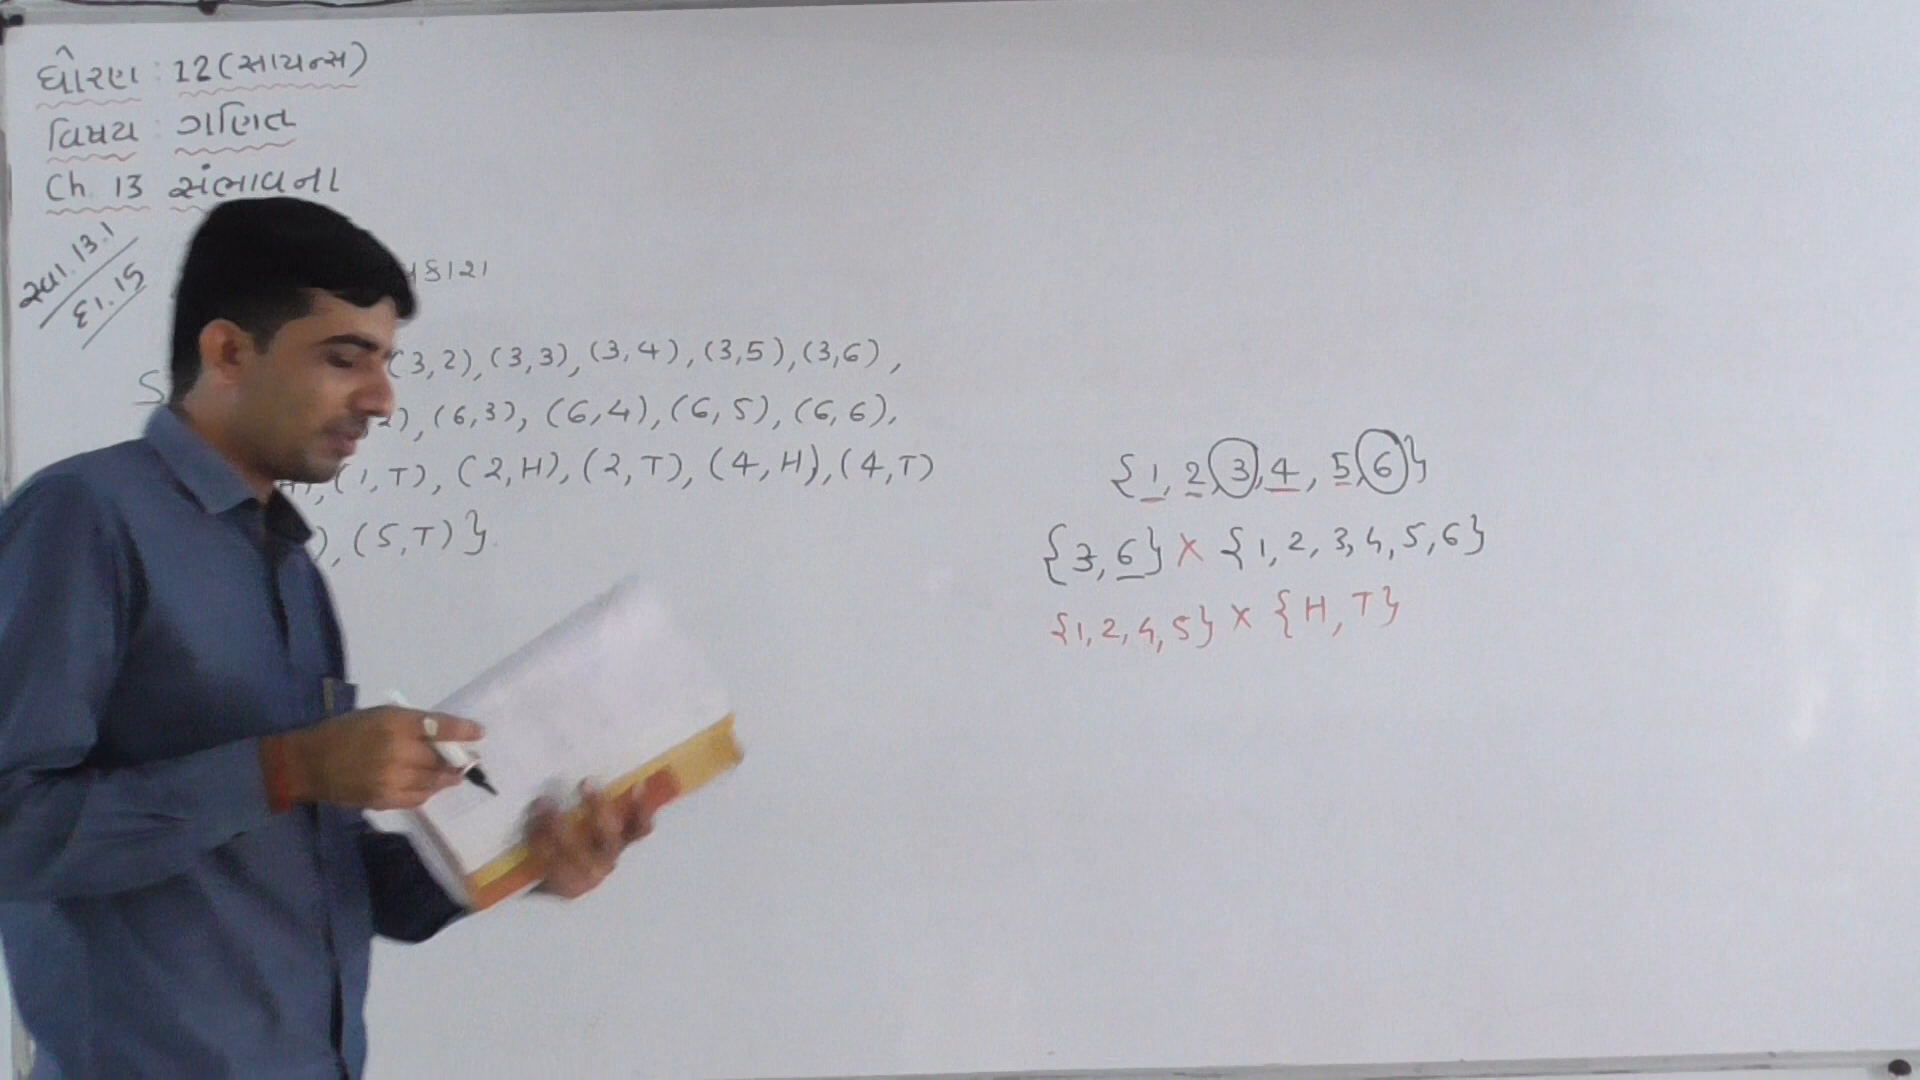 ધોરણ : 12 (સાયન્સ)
વિષય : ગણિત
Ch. 13 સંભાવના
સ્વા. 13.1
દા. 15
S
(3,2), (3,3), (3,4), (3,5), (3,6),
2), (6,3), (6,4), (6,5), (6,6),
(1,T), (2,H), (2,T), (4,H), (4,T)
), (5,T)}.
{1, 2, 3, 4, 5, 6}
{3, 6} × {1, 2, 3, 4, 5, 6}
{1, 2, 4, 5} × {H, T}